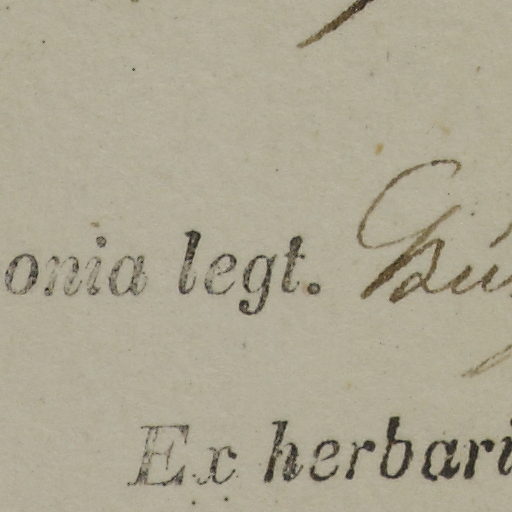 onia legt.
Ex herbari